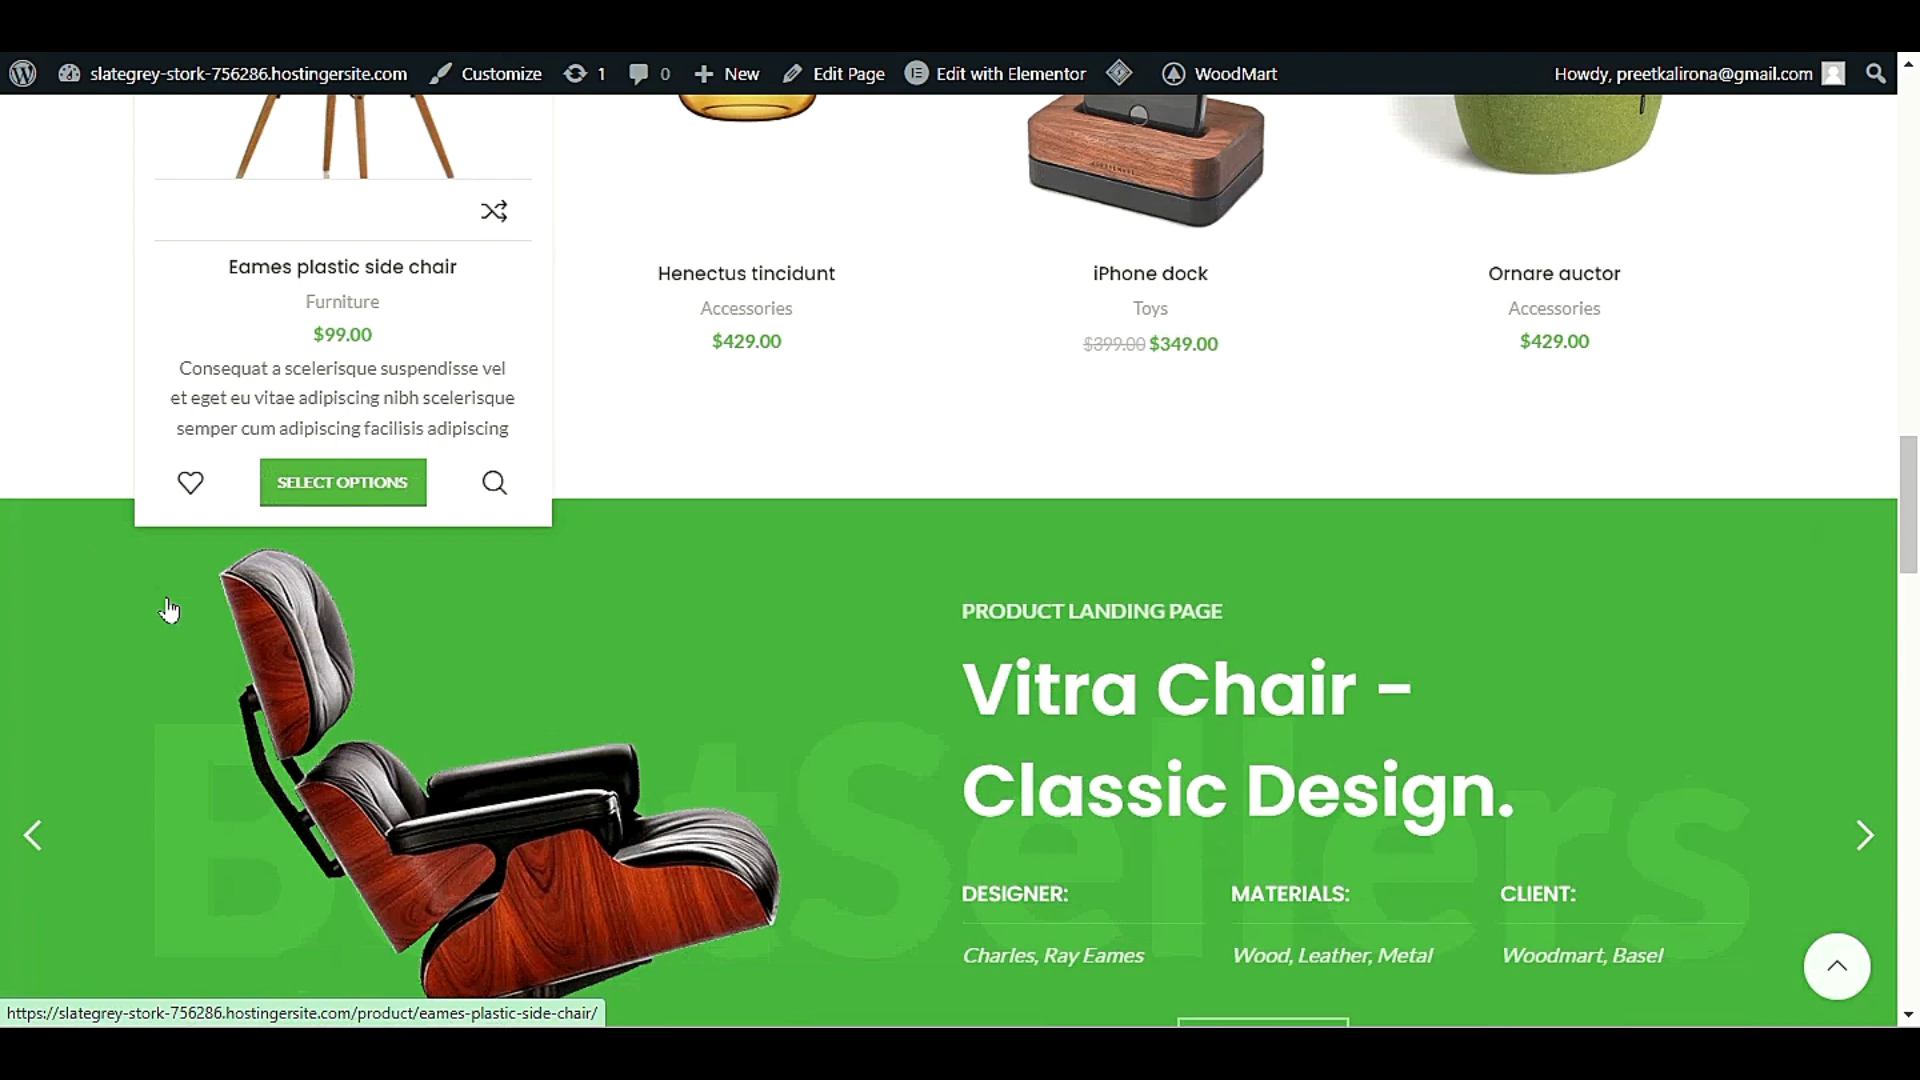 slategrey-stork-756286.hostingersite.com Customize 1 0 New Edit Page Edit with Elementor WoodMart Howdy, preetkalirona@gmail.com
Eames plastic side chair
Furniture
$99.00
Consequat a scelerisque suspendisse vel
et eget eu vitae adipiscing nibh scelerisque
semper cum adipiscing facilisis adipiscing
SELECT OPTIONS
Henectus tincidunt
Accessories
$429.00
iPhone dock
Toys
$399.00 $349.00
Ornare auctor
Accessories
$429.00
BestSellers
PRODUCT LANDING PAGE
Vitra Chair -
Classic Design.
DESIGNER: MATERIALS: CLIENT:
Charles, Ray Eames Wood, Leather, Metal Woodmart, Basel
https://slategrey-stork-756286.hostingersite.com/product/eames-plastic-side-chair/